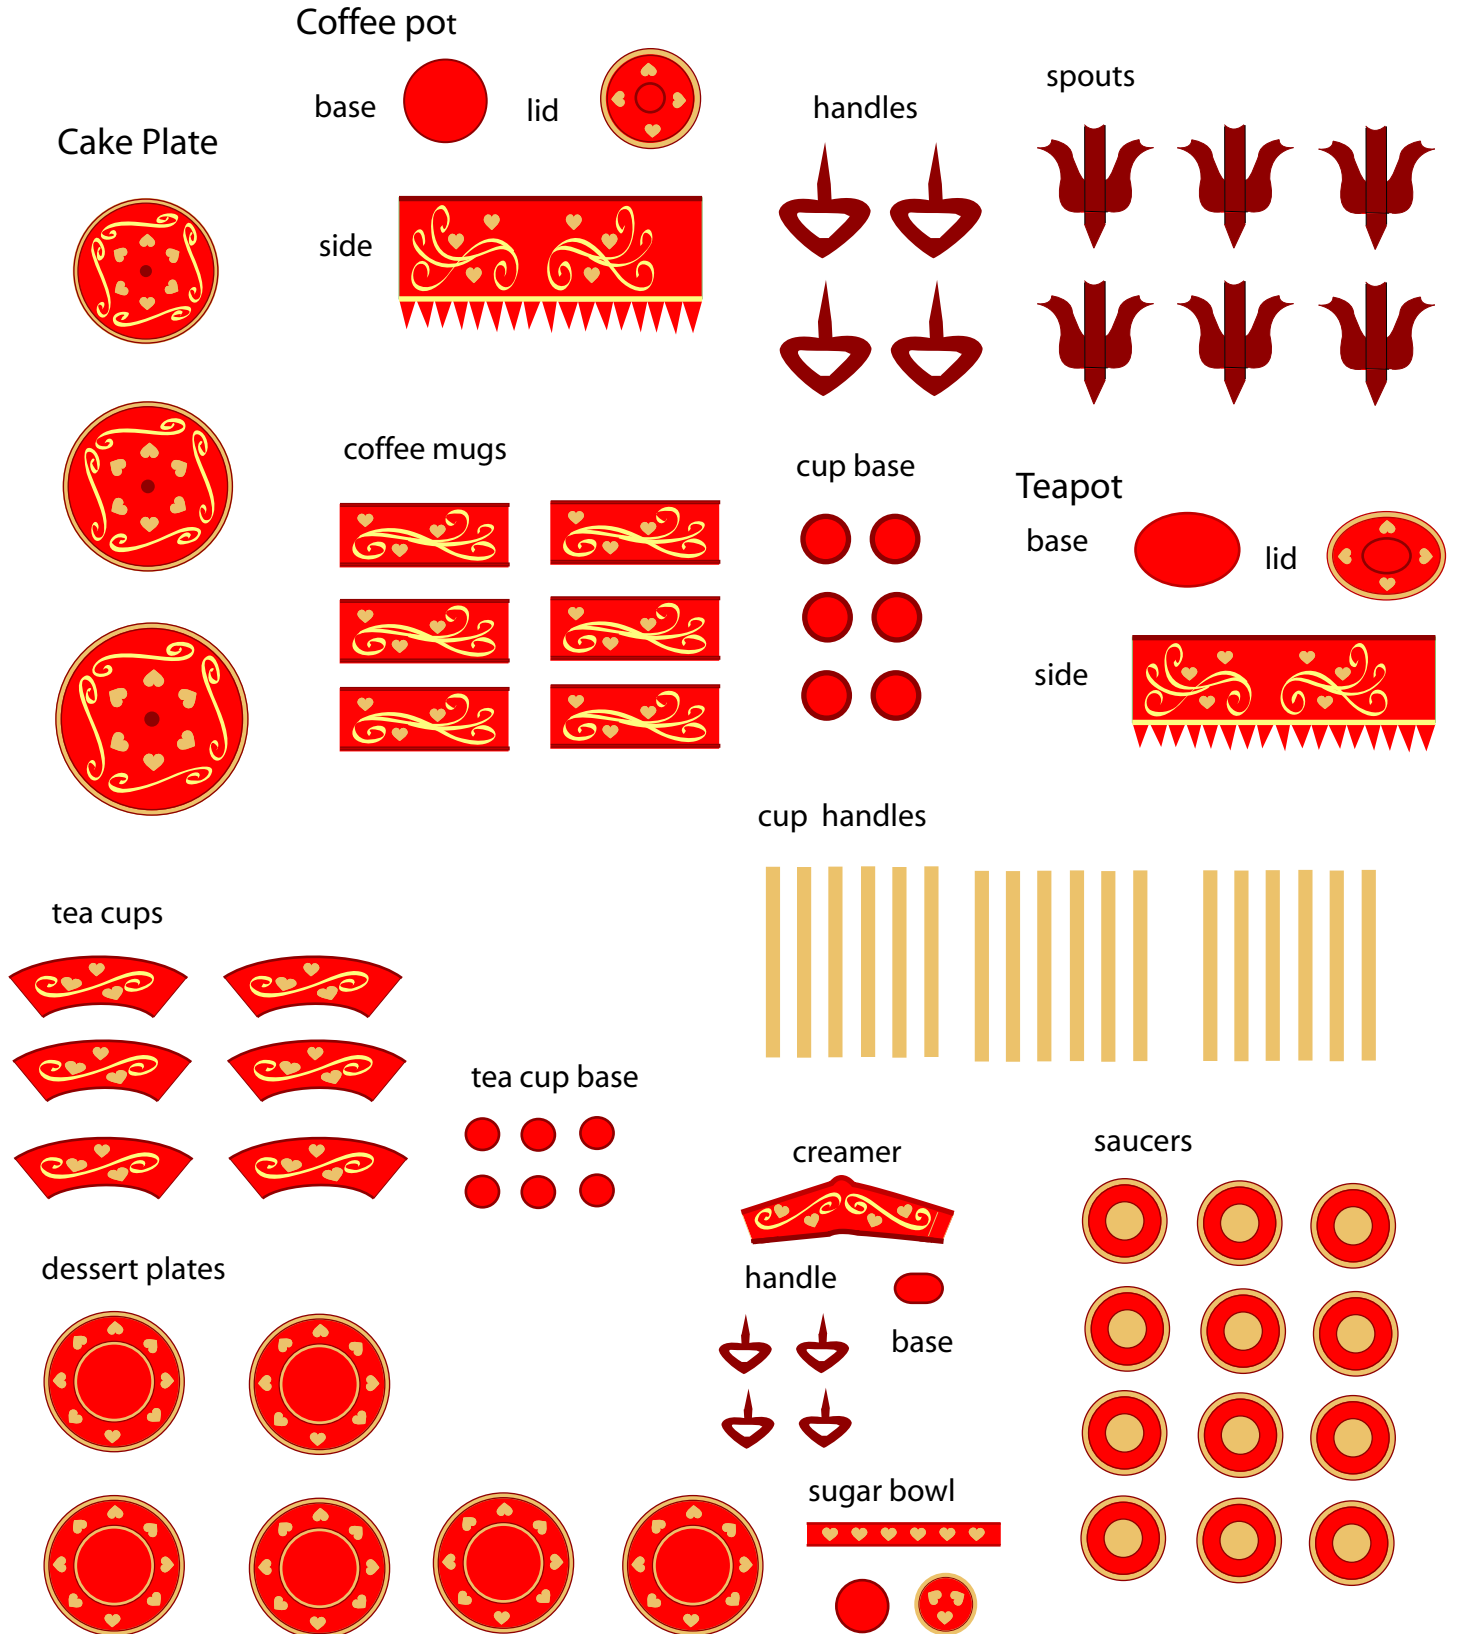 Coffee pot
base
lid
handles
spouts
Cake Plate
side
coffee mugs
cup base
Teapot
base
lid
side
cup  handles
tea cups
tea cup base
creamer
saucers
handle
base
dessert plates
sugar bowl